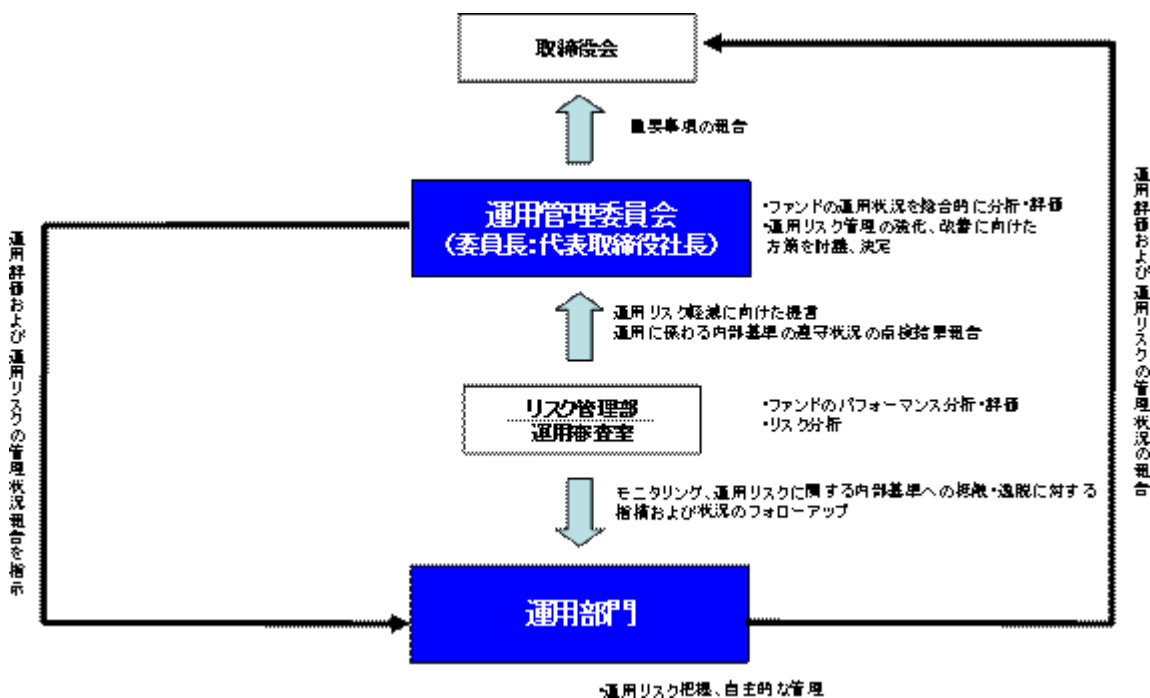 取締役会
重要事項の報告
運用管理委員会
（委員長：代表取締役社長）
・ファンドの運用状況を総合的に分析・評価
・運用リスク管理の強化、改善に向けた
方策を討議、決定
運用リスク軽減に向けた提言
運用に係わる内部基準の遵守状況の点検結果報告
リスク管理部
運用審査室
・ファンドのパフォーマンス分析・評価
・リスク分析
モニタリング、運用リスクに関する内部基準への抵触・逸脱に対する
指摘および状況のフォローアップ
運用部門
・運用リスク把握、自主的な管理
運用評価および運用リスクの管理状況報告を指示
運用評価および運用リスクの管理状況の報告